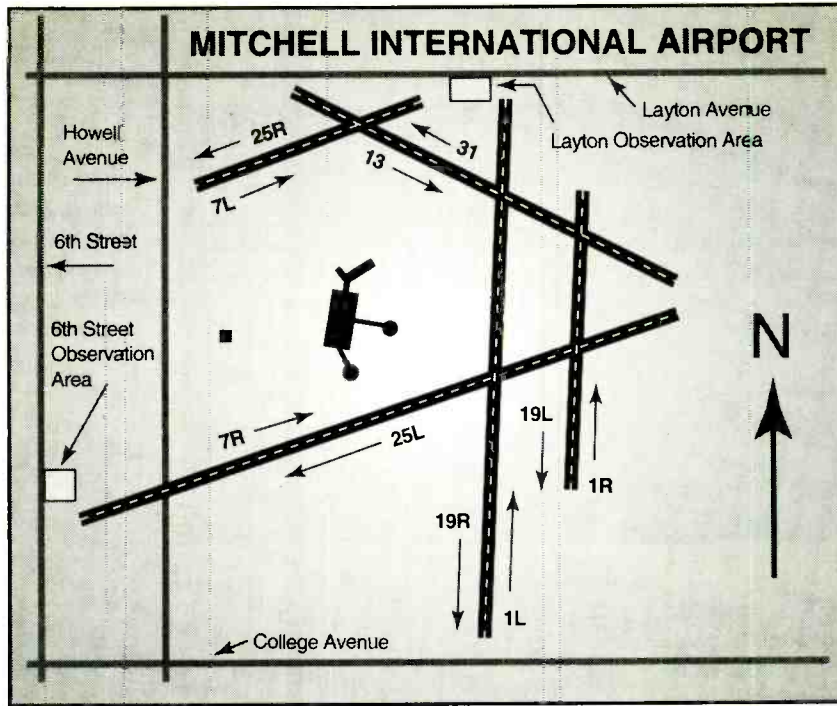 MITCHELL INTERNATIONAL AIRPORT
Layton Avenue
Layton Observation Area
Howell
Avenue
25R
31
13
7L
6th Street
6th Street
Observation
Area
N
7R
25L
19L
1R
19R
1L
College Avenue